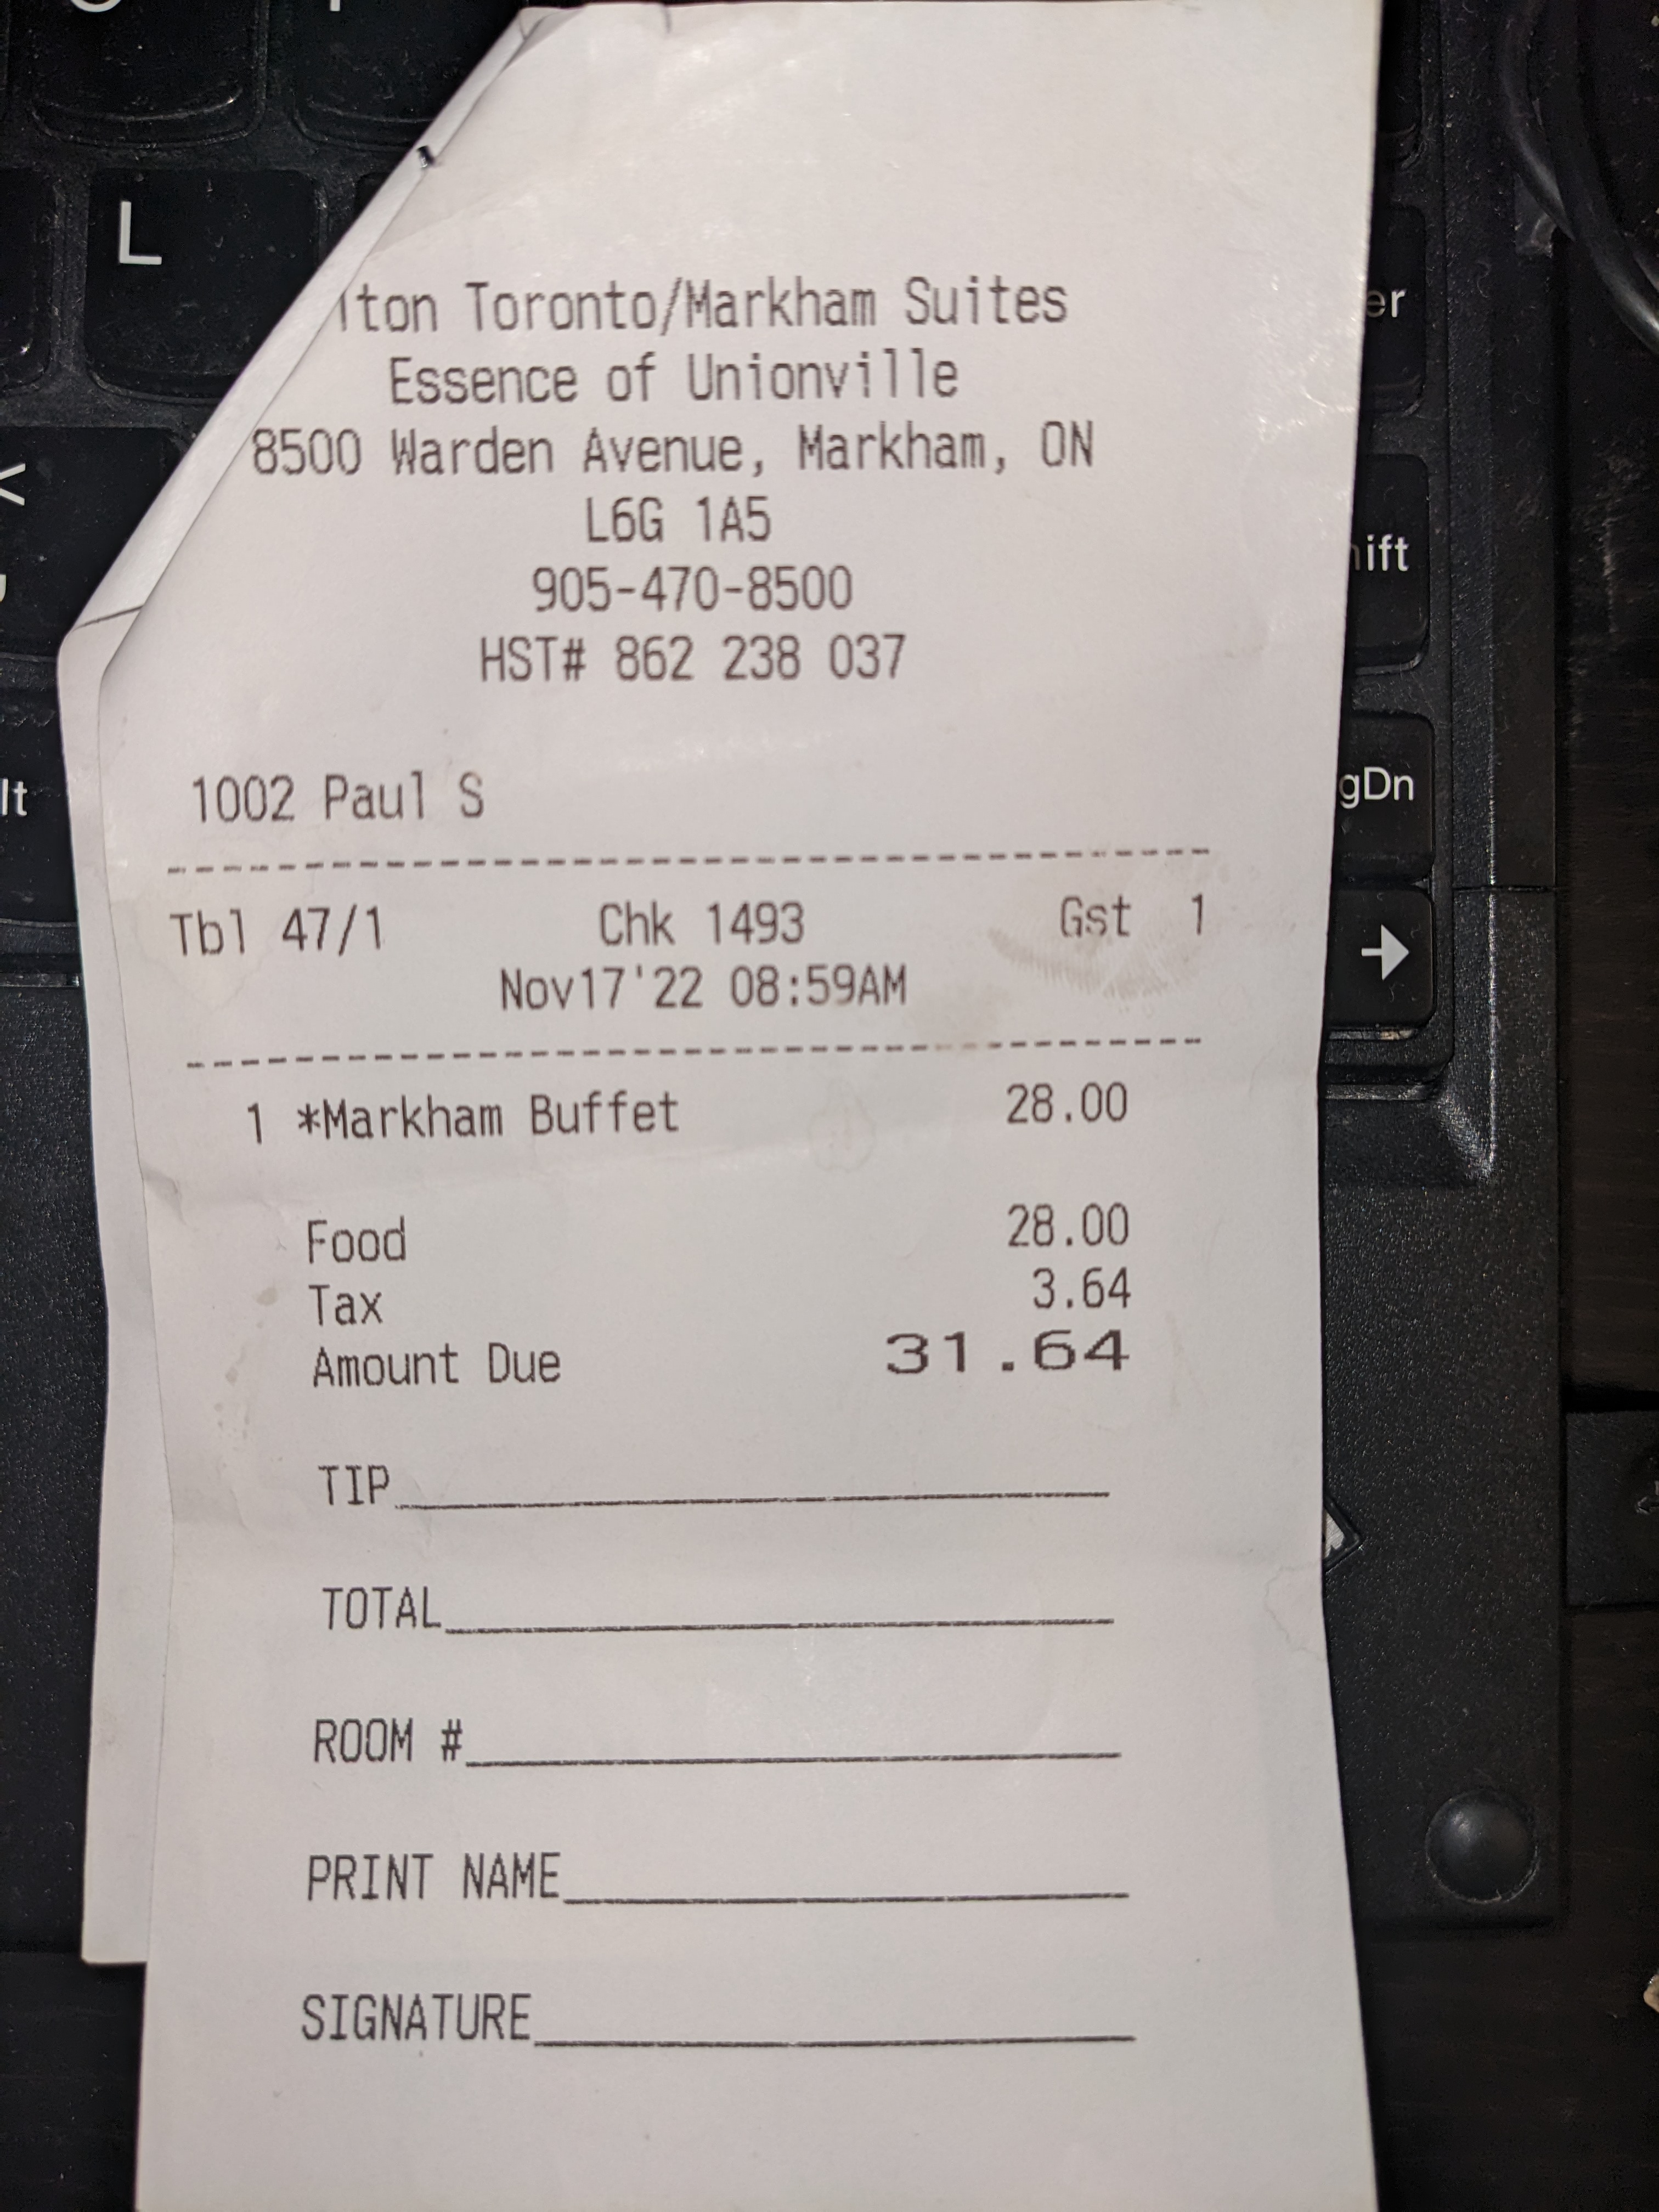 lton Toronto/Markham Suites
Essence of Unionville
8500 Warden Avenue, Markham, ON
L6G 1A5
905-470-8500
HST# 862 238 037
1002 Paul S
Tbl 47/1 Chk 1493 Gst 1
Nov17'22 08:59AM
1 *Markham Buffet 28.00
Food 28.00
Tax 3.64
Amount Due 31.64
TIP
TOTAL
ROOM #
PRINT NAME
SIGNATURE
L
<
lt
er
ift
gDn